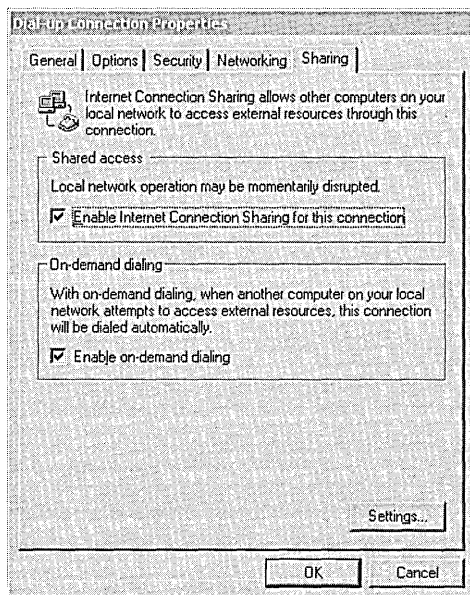 Dial-up Connection Properties
General Options Security Networking Sharing
Internet Connection Sharing allows other computers on your
local network to access external resources through this
connection.
Shared access
Local network operation may be momentarily disrupted.
Enable Internet Connection Sharing for this connection
On-demand dialing
With on-demand dialing, when another computer on your local
network attempts to access external resources, this connection
will be dialed automatically.
Enable on-demand dialing
Settings...
OK Cancel